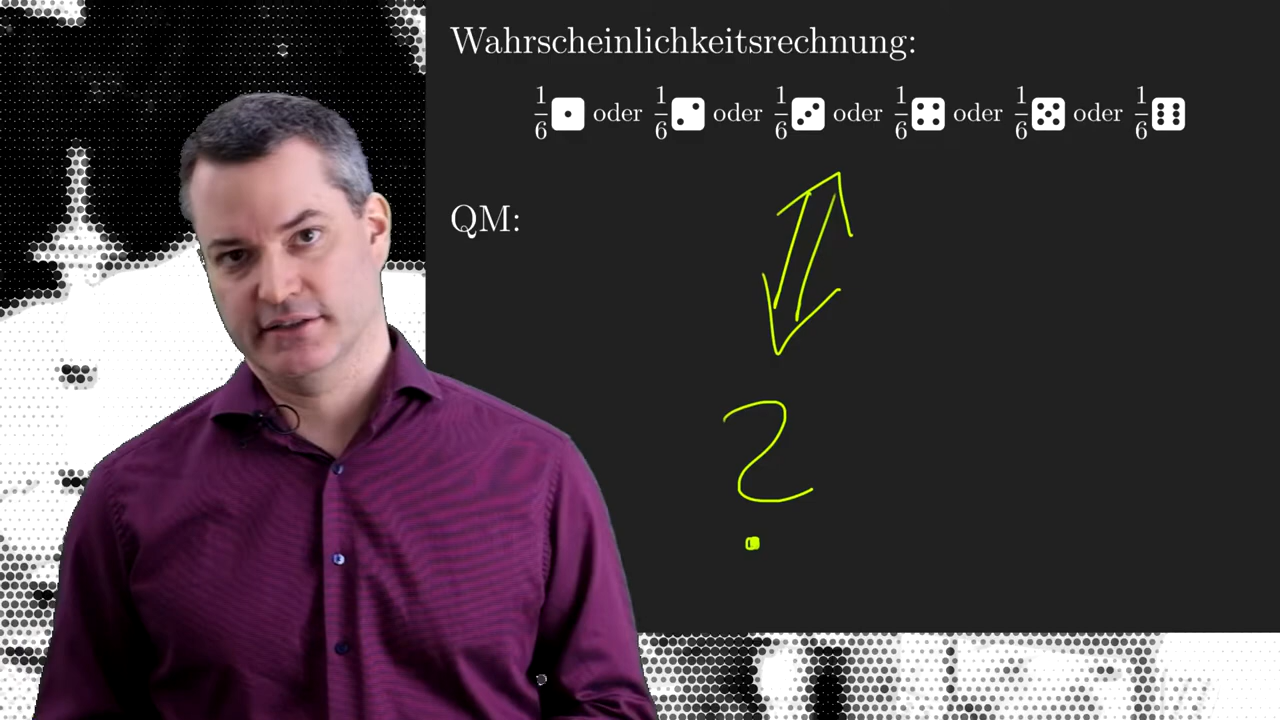 Wahrscheinlichkeitsrechnung:
1/6 ⚀ oder 1/6 ⚁ oder 1/6 ⚂ oder 1/6 ⚃ oder 1/6 ⚄ oder 1/6 ⚅
QM:
?